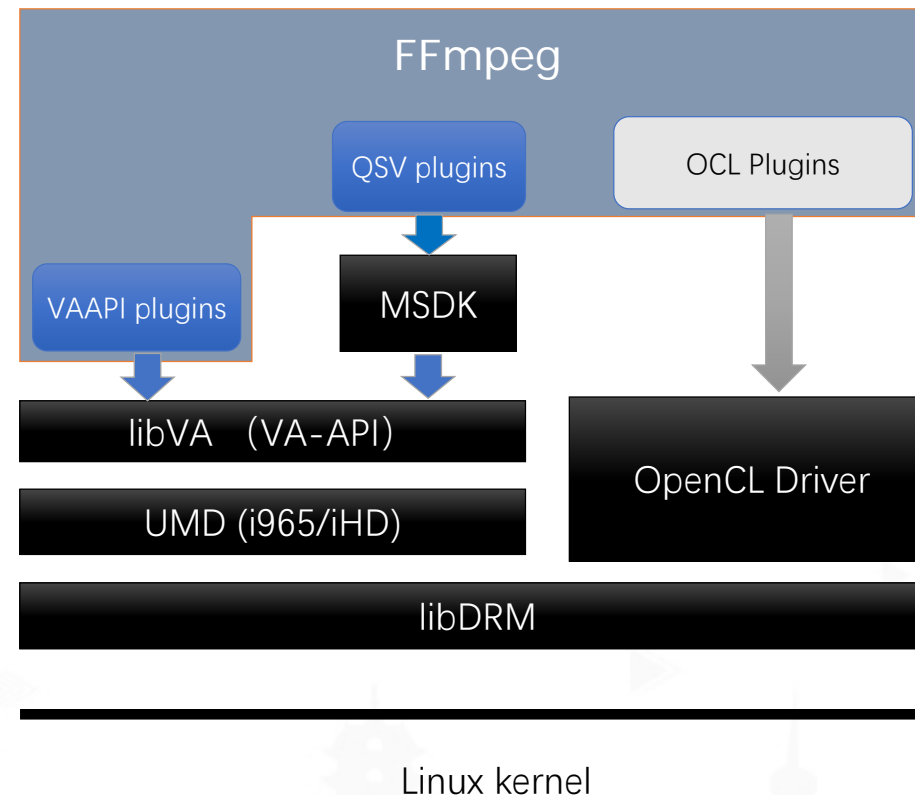 FFmpeg
QSV plugins
OCL Plugins
VAAPI plugins
MSDK
libVA （VA-API）
OpenCL Driver
UMD (i965/iHD)
libDRM
Linux kernel